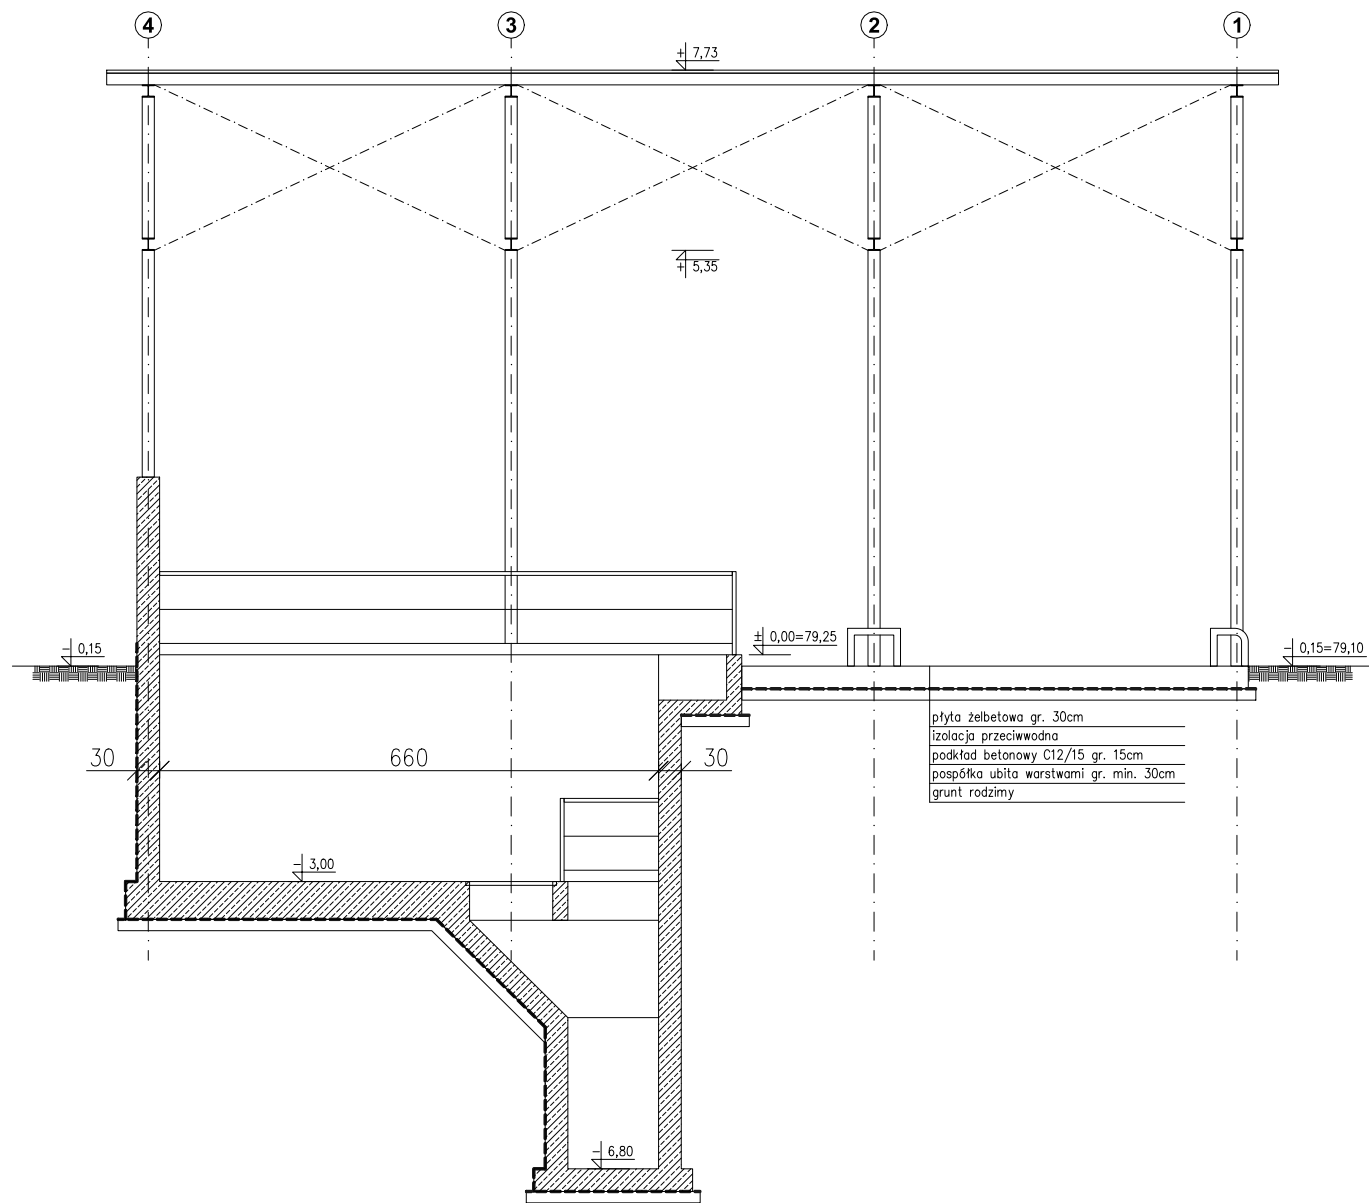 4 3 2 1
+ 7,73
+ 5,35
- 0,15
± 0,00=79,25
- 0,15=79,10
płyta żelbetowa gr. 30cm
izolacja przeciwwodna
podkład betonowy C12/15 gr. 15cm
pospółka ubita warstwami gr. min. 30cm
grunt rodzimy
30 660 30
- 3,00
- 6,80